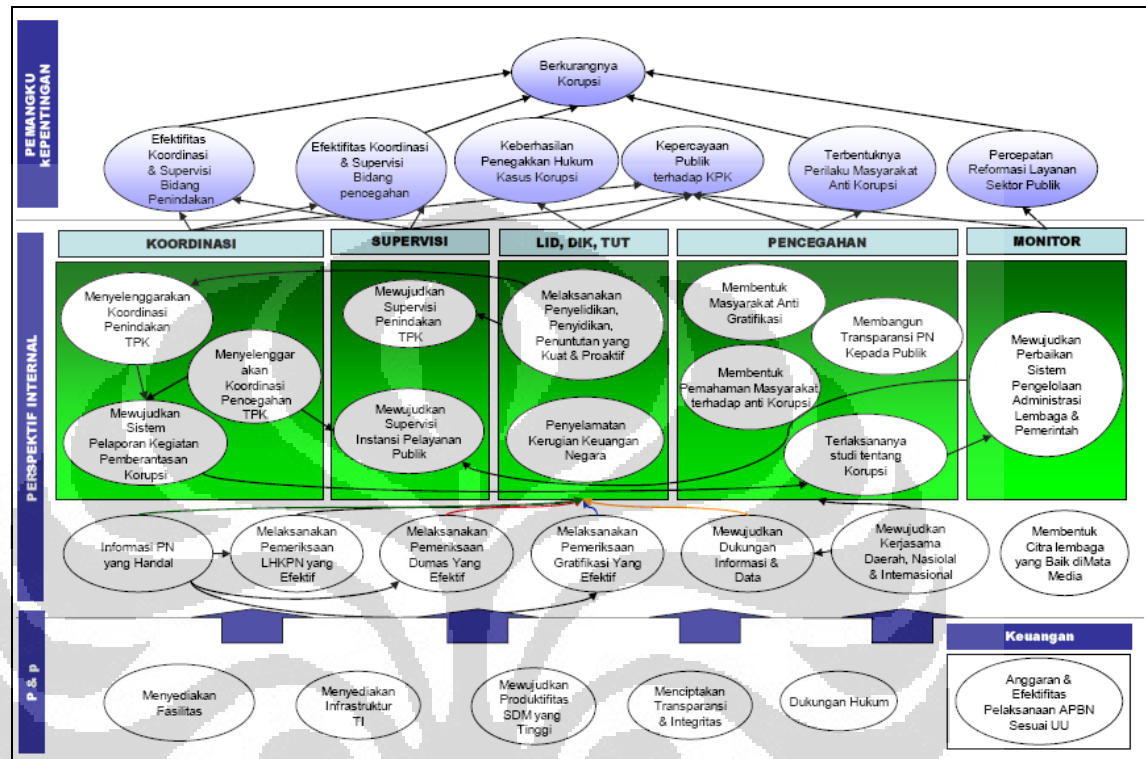 PEMANGKU
kEPENTINGAN
Berkurangnya
Korupsi
Efektifitas
Koordinasi
& Supervisi
Bidang
Penindakan
Efektifitas Koordinasi
& Supervisi
Bidang
pencegahan
Keberhasilan
Penegakkan Hukum
Kasus Korupsi
Kepercayaan
Publik
terhadap KPK
Terbentuknya
Perilaku Masyarakat
Anti Korupsi
Percepatan
Reformasi Layanan
Sektor Publik
PERSPEKTIF INTERNAL
KOORDINASI
SUPERVISI
LID, DIK, TUT
PENCEGAHAN
MONITOR
Menyelenggarakan
Koordinasi
Penindakan
TPK
Menyelenggar
akan
Koordinasi
Pencegahan
TPK
Mewujudkan
Sistem
Pelaporan Kegiatan
Pemberantasan
Korupsi
Mewujudkan
Supervisi
Penindakan
TPK
Mewujudkan
Supervisi
Instansi Pelayanan
Publik
Melaksanakan
Penyelidikan,
Penyidikan,
Penuntutan yang
Kuat & Proaktif
Penyelamatan
Kerugian Keuangan
Negara
Membentuk
Masyarakat Anti
Gratifikasi
Membangun
Transparansi PN
Kepada Publik
Membentuk
Pemahaman Masyarakat
terhadap anti Korupsi
Terlaksananya
studi tentang
Korupsi
Mewujudkan
Perbaikan
Sistem
Pengelolaan
Administrasi
Lembaga &
Pemerintah
Informasi PN
yang Handal
Melaksanakan
Pemeriksaan
LHKPN yang
Efektif
Melaksanakan
Pemeriksaan
Dumas Yang
Efektif
Melaksanakan
Pemeriksaan
Gratifikasi Yang
Efektif
Mewujudkan
Dukungan
Informasi &
Data
Mewujudkan
Kerjasama
Daerah, Nasiolal
& Internasional
Membentuk
Citra lembaga
yang Baik diMata
Media
P & p
Menyediakan
Fasilitas
Menyediakan
Infrastruktur
TI
Mewujudkan
Produktifitas
SDM yang
Tinggi
Menciptakan
Transparansi
& Integritas
Dukungan Hukum
Keuangan
Anggaran &
Efektifitas
Pelaksanaan APBN
Sesuai UU